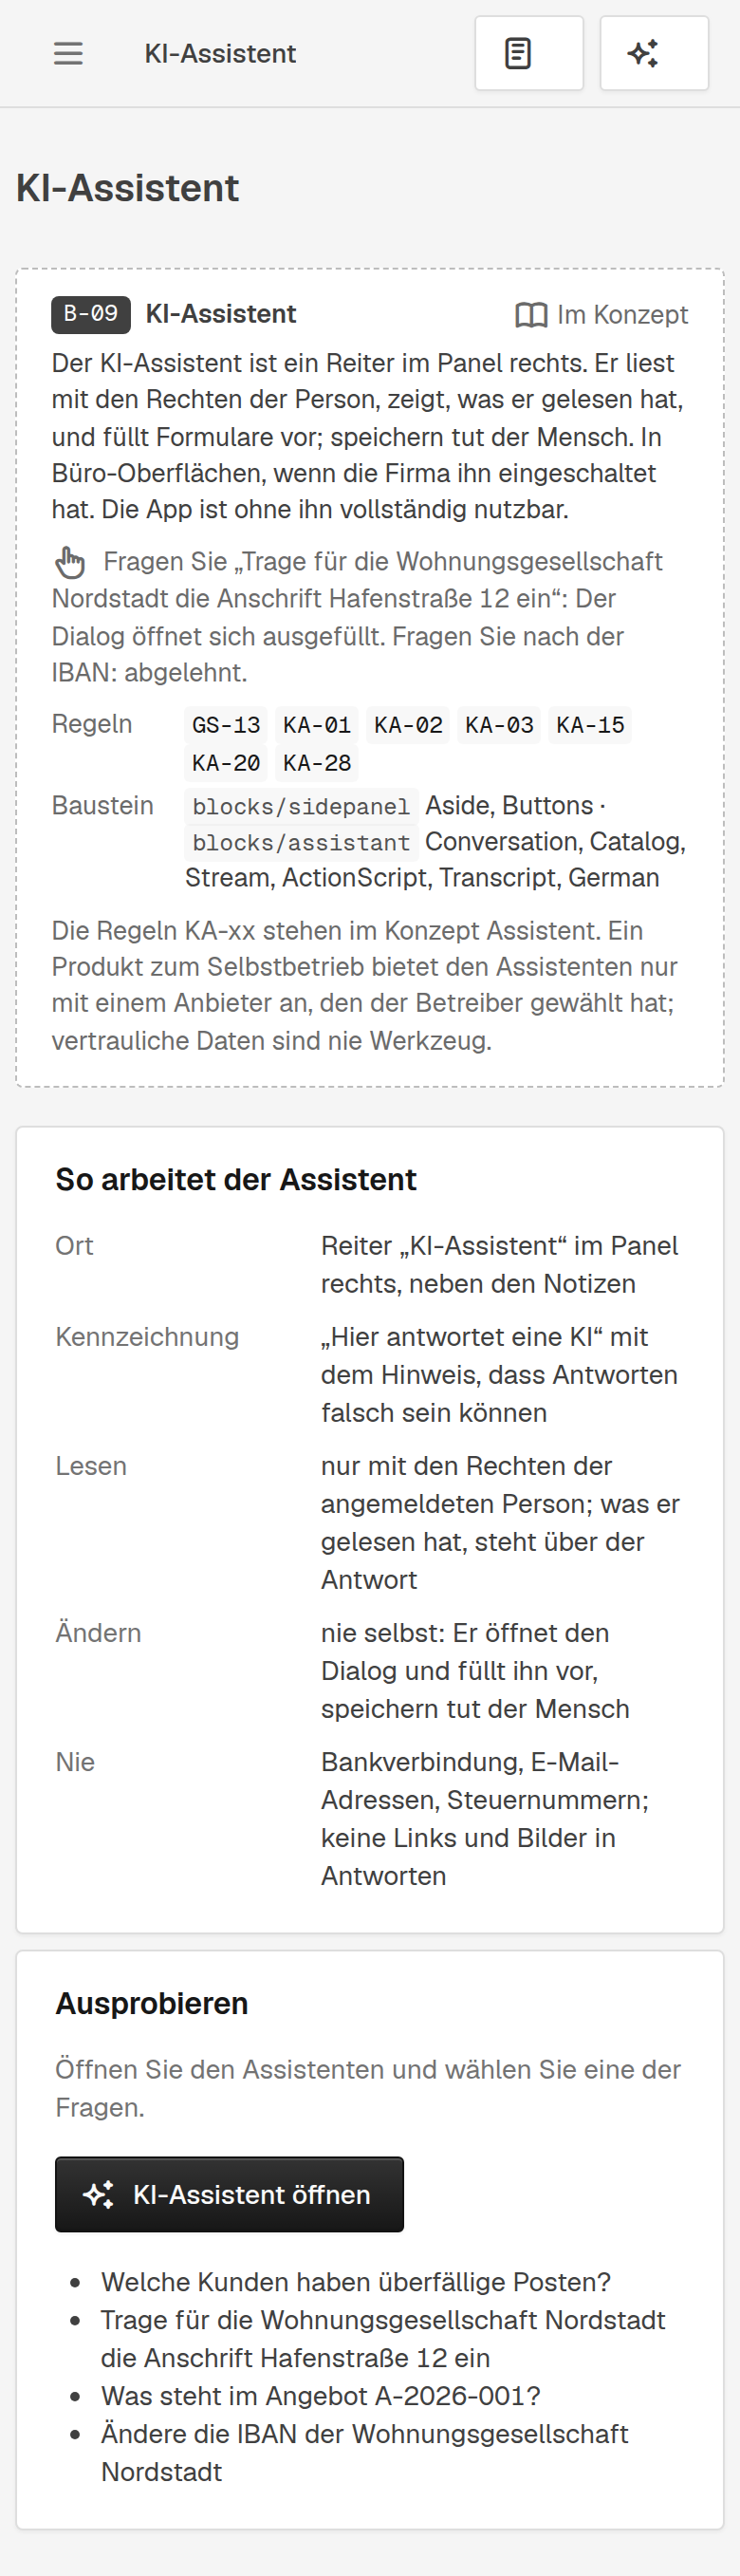 KI-Assistent
KI-Assistent
B-09 KI-Assistent Im Konzept
Der KI-Assistent ist ein Reiter im Panel rechts. Er liest
mit den Rechten der Person, zeigt, was er gelesen hat,
und füllt Formulare vor; speichern tut der Mensch. In
Büro-Oberflächen, wenn die Firma ihn eingeschaltet
hat. Die App ist ohne ihn vollständig nutzbar.
Fragen Sie „Trage für die Wohnungsgesellschaft
Nordstadt die Anschrift Hafenstraße 12 ein“: Der
Dialog öffnet sich ausgefüllt. Fragen Sie nach der
IBAN: abgelehnt.
Regeln GS-13 KA-01 KA-02 KA-03 KA-15
KA-20 KA-28
Baustein blocks/sidepanel Aside, Buttons ·
blocks/assistant Conversation, Catalog,
Stream, ActionScript, Transcript, German
Die Regeln KA-xx stehen im Konzept Assistent. Ein
Produkt zum Selbstbetrieb bietet den Assistenten nur
mit einem Anbieter an, den der Betreiber gewählt hat;
vertrauliche Daten sind nie Werkzeug.
So arbeitet der Assistent
Ort Reiter „KI-Assistent“ im Panel
rechts, neben den Notizen
Kennzeichnung „Hier antwortet eine KI“ mit
dem Hinweis, dass Antworten
falsch sein können
Lesen nur mit den Rechten der
angemeldeten Person; was er
gelesen hat, steht über der
Antwort
Ändern nie selbst: Er öffnet den
Dialog und füllt ihn vor,
speichern tut der Mensch
Nie Bankverbindung, E-Mail-
Adressen, Steuernummern;
keine Links und Bilder in
Antworten
Ausprobieren
Öffnen Sie den Assistenten und wählen Sie eine der
Fragen.
KI-Assistent öffnen
• Welche Kunden haben überfällige Posten?
• Trage für die Wohnungsgesellschaft Nordstadt
die Anschrift Hafenstraße 12 ein
• Was steht im Angebot A-2026-001?
• Ändere die IBAN der Wohnungsgesellschaft
Nordstadt